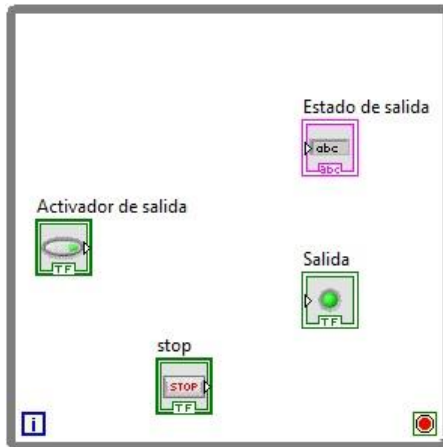 Estado de salida
abc
abc
Activador de salida
TF
Salida
TF
stop
STOP
TF
i